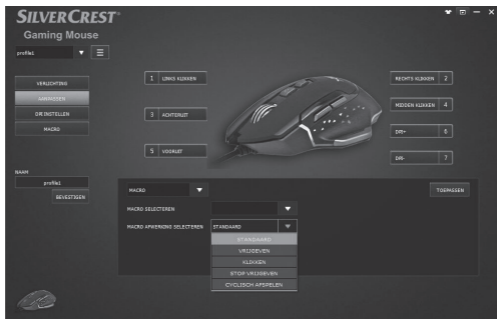 SILVERCREST®
Gaming Mouse
profile1
VERLICHTING
AANPASSEN
DPI INSTELLEN
MACRO
NAAM
profile1
BEVESTIGEN
1 LINKS KLIKKEN
3 ACHTERUIT
5 VOORUIT
RECHTS KLIKKEN 2
MIDDEN KLIKKEN 4
DPI+ 6
DPI- 7
MACRO
TOEPASSEN
MACRO SELECTEREN
MACRO AFWERKING SELECTEREN STANDAARD
STANDAARD
VRIJGEVEN
KLIKKEN
STOP VRIJGEVEN
CYCLISCH AFSPELEN